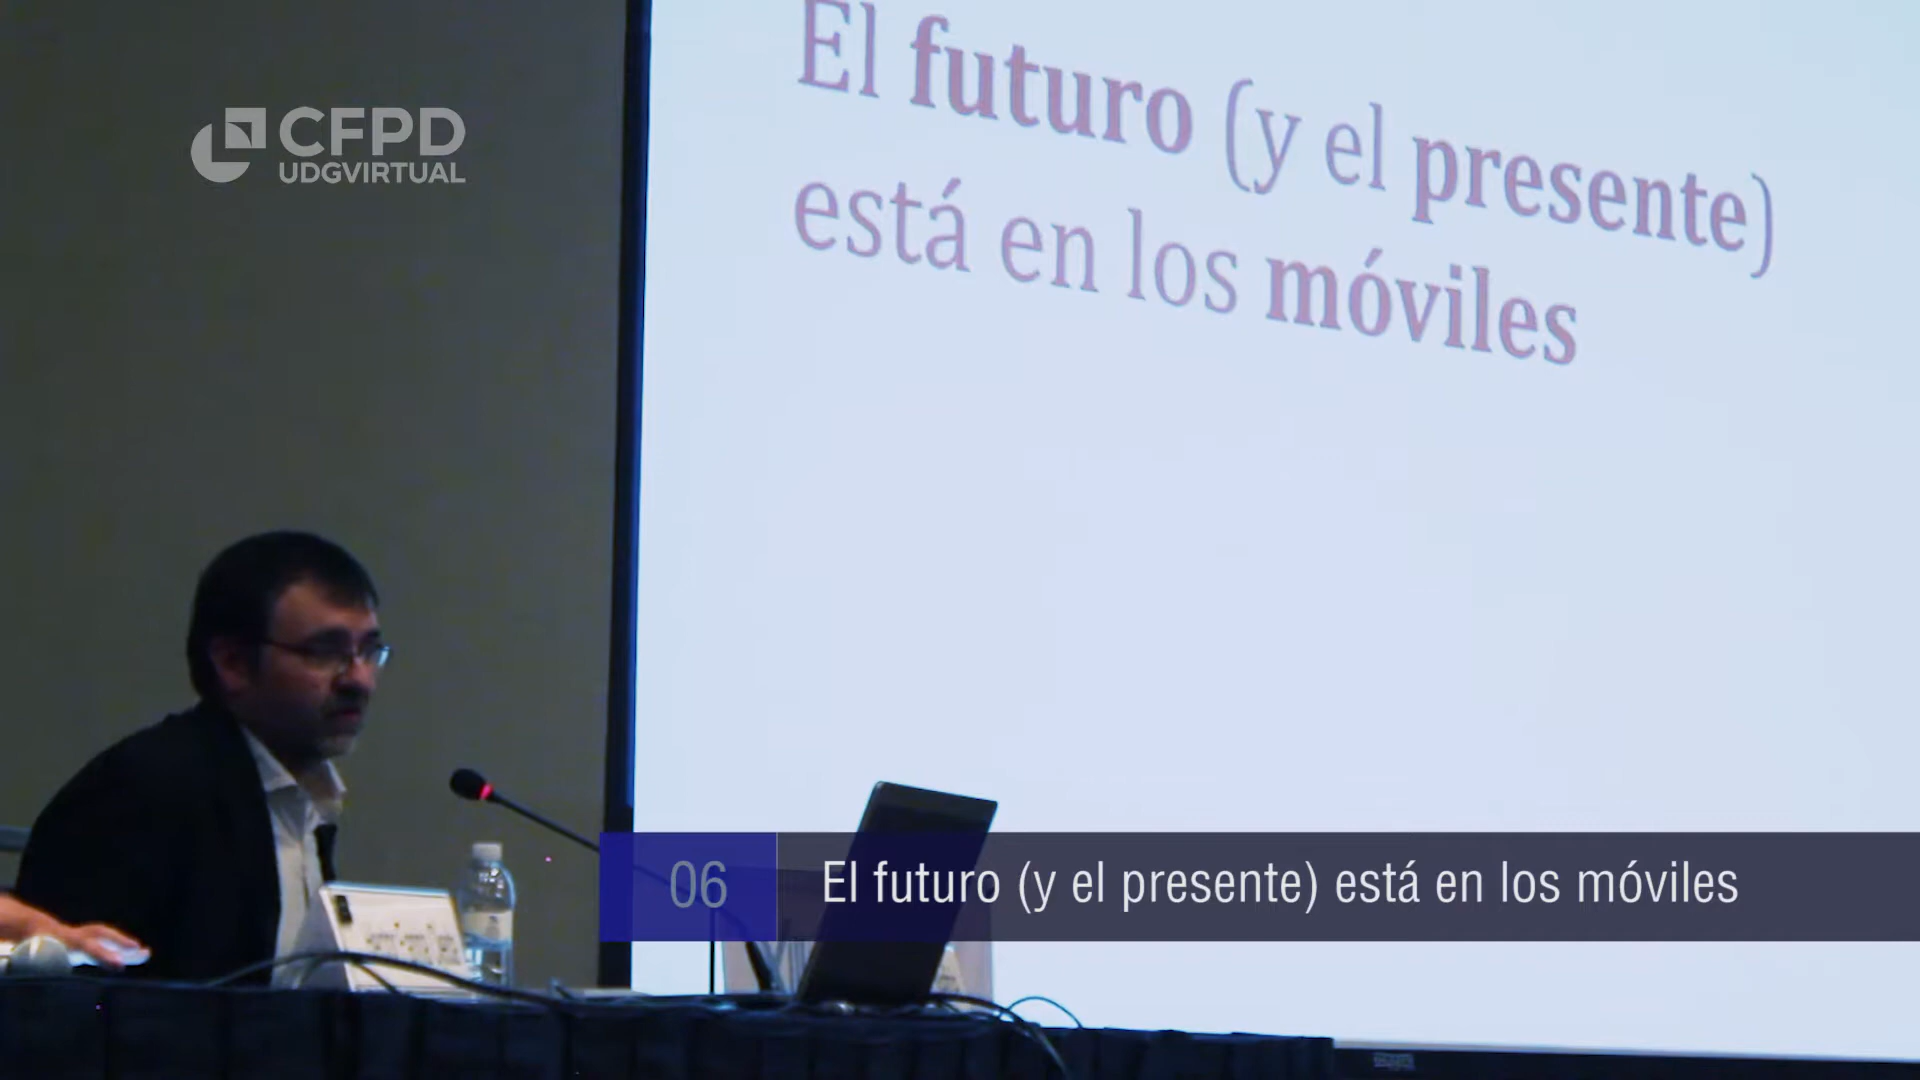 CFPD
UDGVIRTUAL
El futuro (y el presente)
está en los móviles
06
El futuro (y el presente) está en los móviles